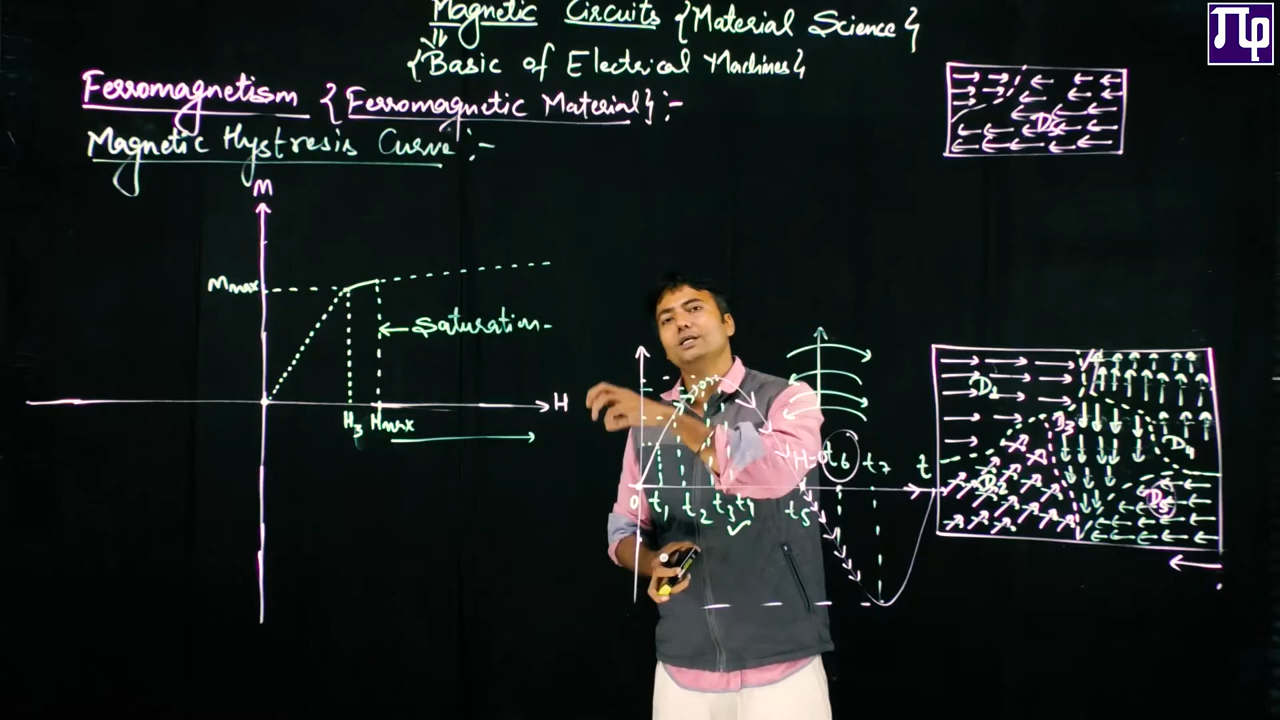 Magnetic Circuits {Material Science}
{Basic of Electrical Machines}
Πφ
Ferromagnetism {Ferromagnetic Material} :-
Magnetic Hystresis Curve :-
D5
M
Mmax
Saturation-
H3 Hmax
H
0 t1 t2 t3 t4 t5 t6 t7 t
D1
D2
D3
D4
D5